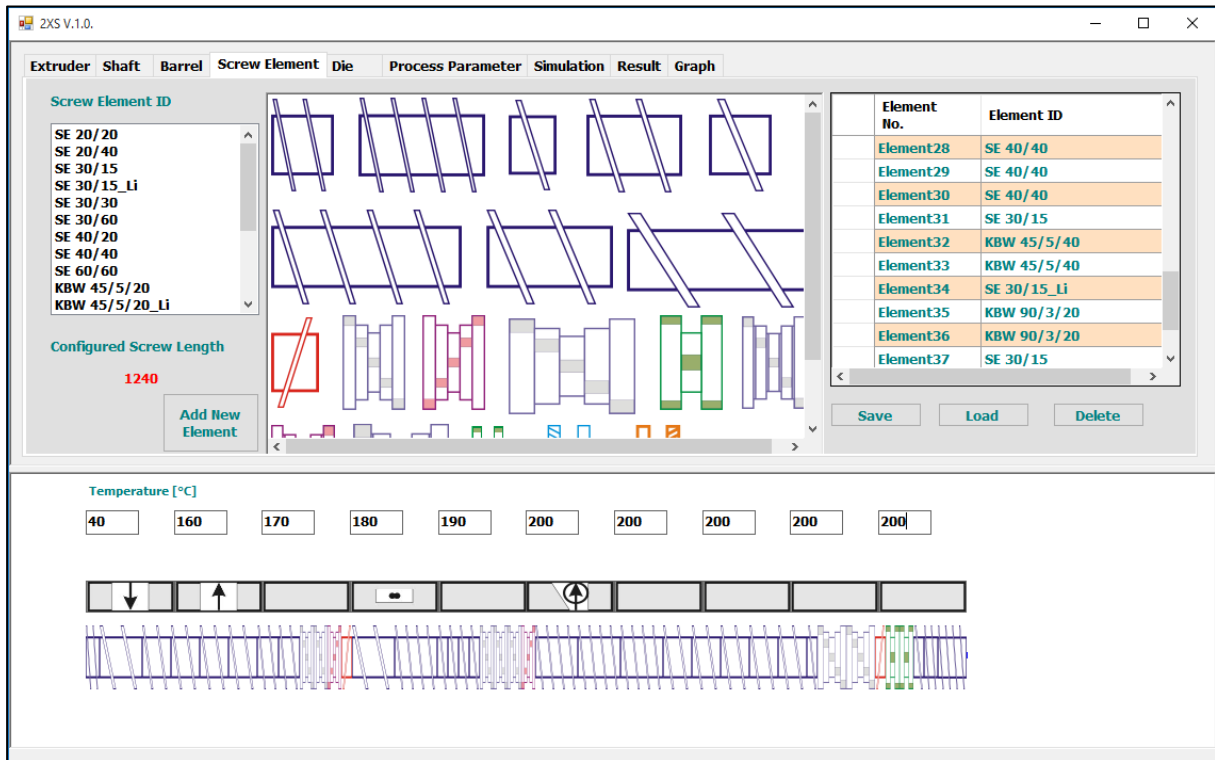 2XS V.1.0.
Extruder Shaft Barrel Screw Element Die Process Parameter Simulation Result Graph
Screw Element ID
SE 20/20
SE 20/40
SE 30/15
SE 30/15_Li
SE 30/30
SE 30/60
SE 40/20
SE 40/40
SE 60/60
KBW 45/5/20
KBW 45/5/20_Li
Configured Screw Length
1240
Add New
Element
Element
No. Element ID
Element28 SE 40/40
Element29 SE 40/40
Element30 SE 40/40
Element31 SE 30/15
Element32 KBW 45/5/40
Element33 KBW 45/5/40
Element34 SE 30/15_Li
Element35 KBW 90/3/20
Element36 KBW 90/3/20
Element37 SE 30/15
Save Load Delete
Temperature [°C]
40 160 170 180 190 200 200 200 200 200